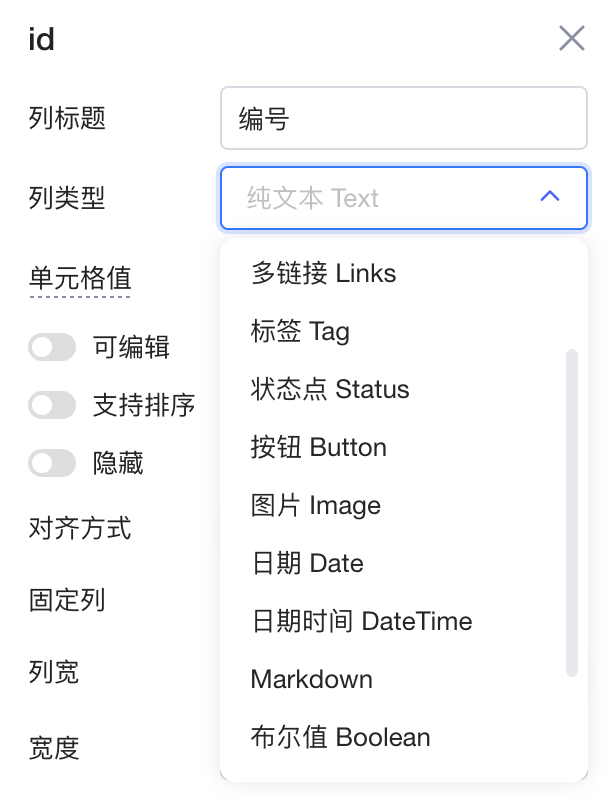 id
列标题
编号
列类型
纯文本 Text
单元格值
多链接 Links
标签 Tag
可编辑
状态点 Status
支持排序
按钮 Button
隐藏
图片 Image
对齐方式
日期 Date
固定列
日期时间 DateTime
列宽
Markdown
宽度
布尔值 Boolean